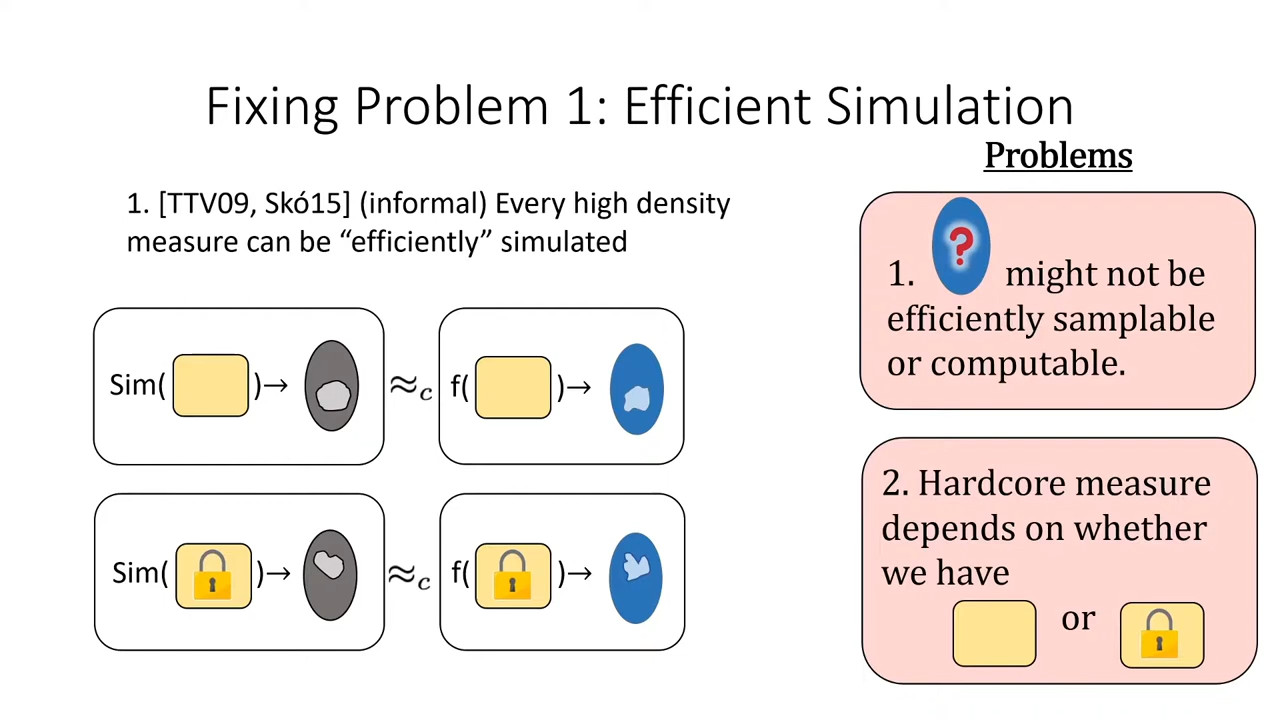 Fixing Problem 1: Efficient Simulation
1. [TTV09, Skó15] (informal) Every high density
measure can be “efficiently” simulated
Sim( )→ ≈c f( )→
Sim( )→ ≈c f( )→
Problems
1. ? might not be
efficiently samplable
or computable.
2. Hardcore measure
depends on whether
we have
or